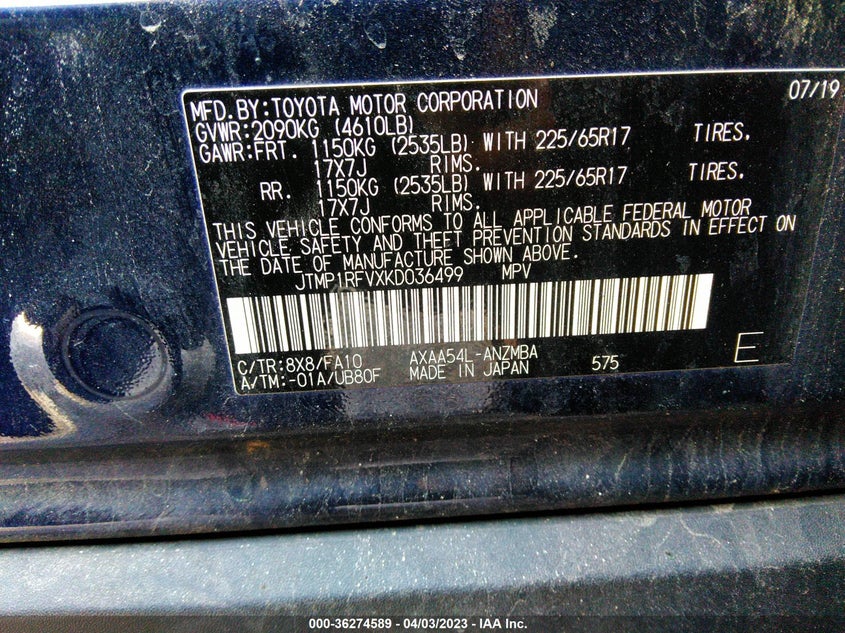 MFD.BY:TOYOTA MOTOR CORPORATION 07/19
GVWR:2090KG (4610LB)
GAWR:FRT. 1150KG (2535LB) WITH 225/65R17 TIRES.
17X7J RIMS.
RR. 1150KG (2535LB) WITH 225/65R17 TIRES.
17X7J RIMS.
THIS VEHICLE CONFORMS TO ALL APPLICABLE FEDERAL MOTOR
VEHICLE SAFETY AND THEFT PREVENTION STANDARDS IN EFFECT ON
THE DATE OF MANUFACTURE SHOWN ABOVE.
JTMP1RFVXKD036499 MPV
C/TR:8X8/FA10 AXAA54L-ANZMBA
A/TM:-01A/UB80F MADE IN JAPAN 575 E
000-36274589 - 04/03/2023 - IAA Inc.